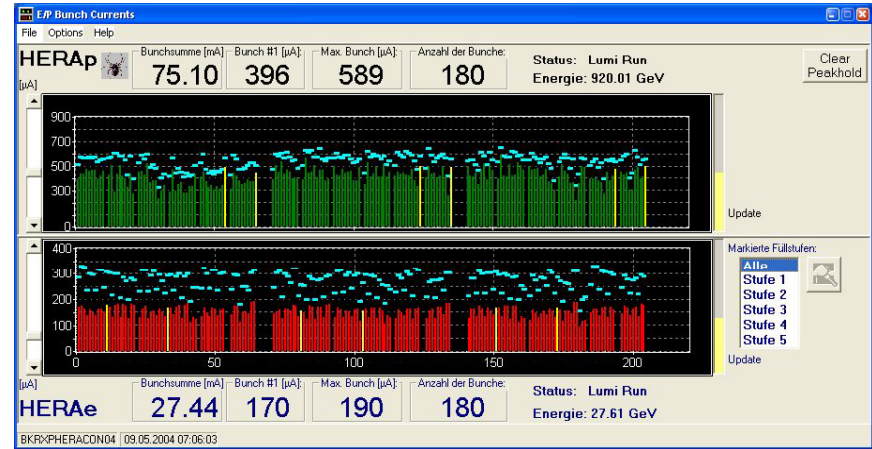 E/P Bunch Currents
File Options Help
HERAp
Bunchsumme [mA] Bunch #1 [µA]: Max. Bunch [µA]: Anzahl der Bunche:
75.10 396 589 180
Status: Lumi Run
Energie: 920.01 GeV
Clear
Peakhold
[µA]
900
700
500
300
0
Update
400
300
200
100
0
0 50 100 150 200
Markierte Füllstufen:
Alle
Stufe 1
Stufe 2
Stufe 3
Stufe 4
Stufe 5
Update
[µA]
HERAe
Bunchsumme [mA] Bunch #1 [µA]: Max. Bunch [µA]: Anzahl der Bunche:
27.44 170 190 180
Status: Lumi Run
Energie: 27.61 GeV
BKRXPHERACON04 09.05.2004 07:06:03